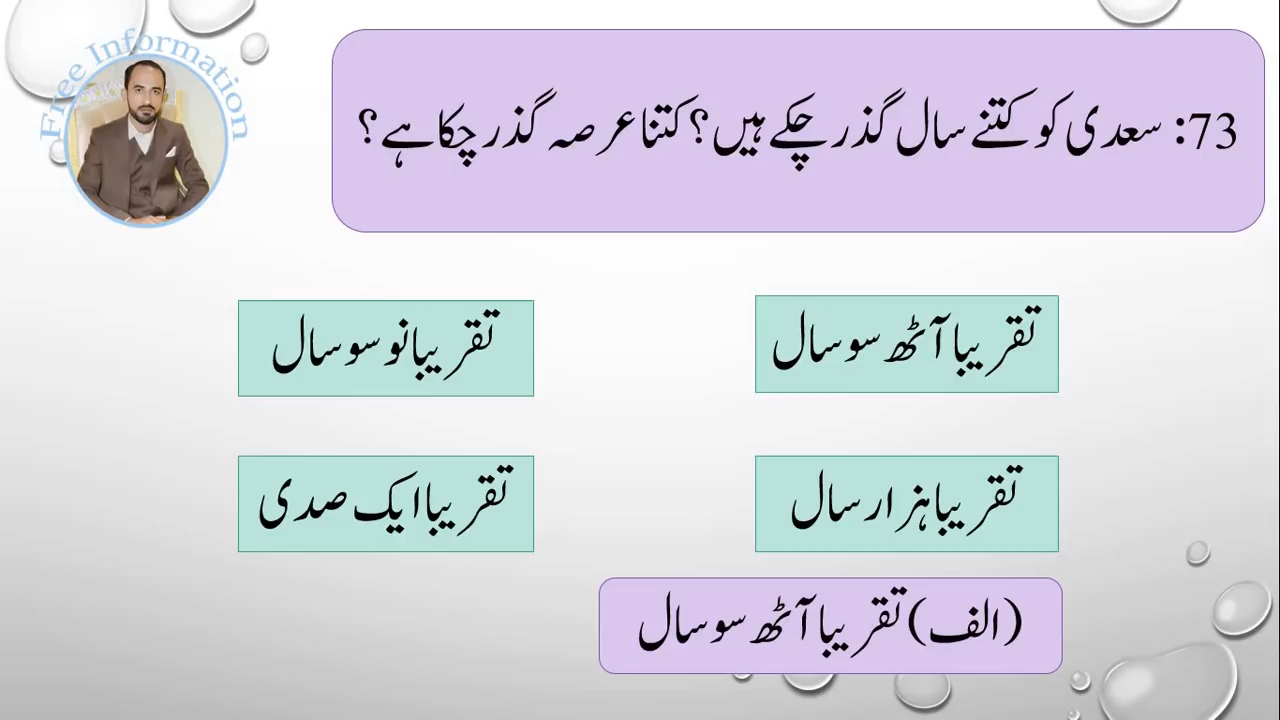 Free Information
73: سعدی کو کتنے سال گذر چکے ہیں؟ کتنا عرصہ گذر چکا ہے؟
تقریبا آٹھ سو سال
تقریبا نو سو سال
تقریبا ہزار سال
تقریبا ایک صدی
(الف) تقریبا آٹھ سو سال